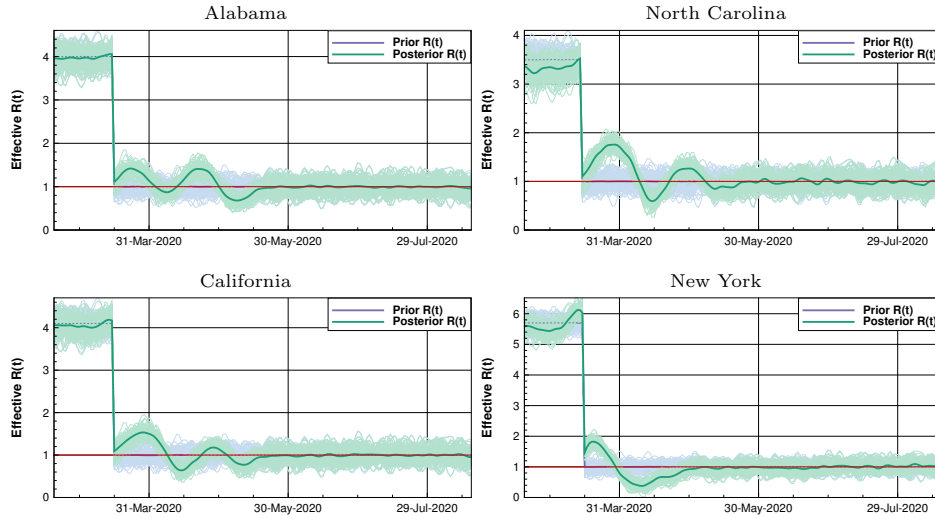 Alabama
Effective R(t)
4
3
2
1
0
Prior R(t)
Posterior R(t)
31-Mar-2020
30-May-2020
29-Jul-2020
North Carolina
Effective R(t)
4
3
2
1
0
Prior R(t)
Posterior R(t)
31-Mar-2020
30-May-2020
29-Jul-2020
California
Effective R(t)
4
3
2
1
0
Prior R(t)
Posterior R(t)
31-Mar-2020
30-May-2020
29-Jul-2020
New York
Effective R(t)
6
5
4
3
2
1
0
Prior R(t)
Posterior R(t)
31-Mar-2020
30-May-2020
29-Jul-2020